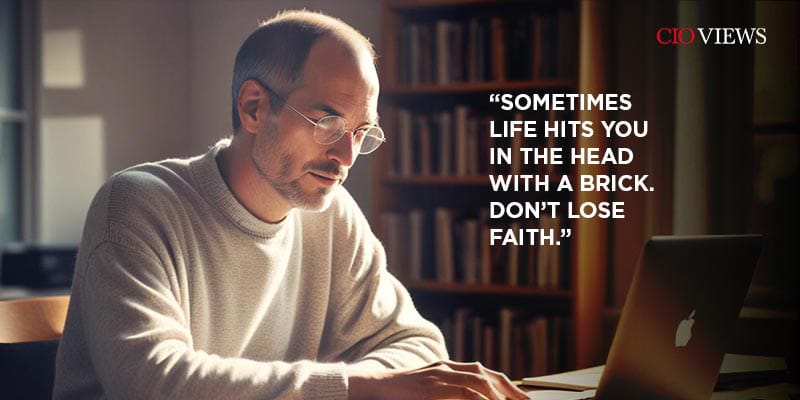 CIO VIEWS
“SOMETIMES
LIFE HITS YOU
IN THE HEAD
WITH A BRICK.
DON’T LOSE
FAITH.”